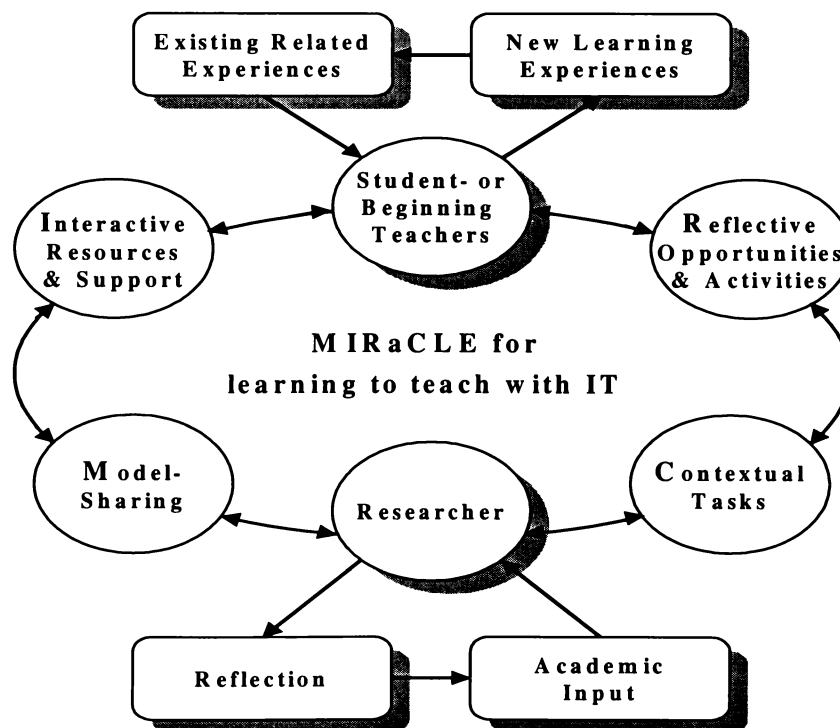 Existing Related
Experiences
New Learning
Experiences
Student- or
Beginning
Teachers
Interactive
Resources
& Support
Reflective
Opportunities
& Activities
MIRaCLE for
learning to teach with IT
Model-
Sharing
Researcher
Contextual
Tasks
Reflection
Academic
Input